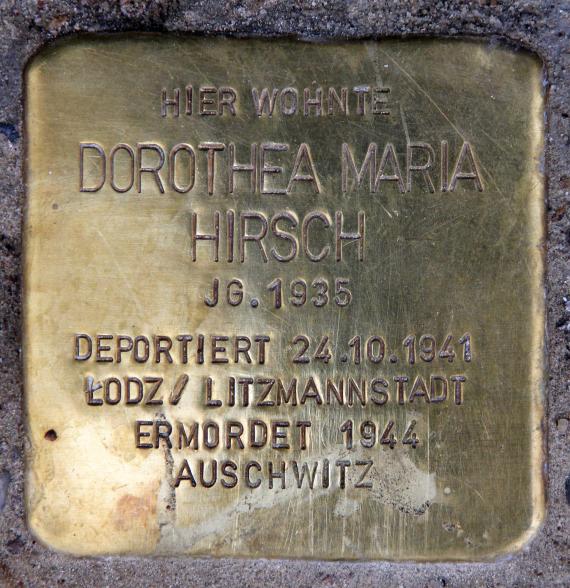 HIER WOHNTE
DOROTHEA MARIA
HIRSCH
JG. 1935
DEPORTIERT 24.10.1941
ŁODZ / LITZMANNSTADT
ERMORDET 1944
AUSCHWITZ